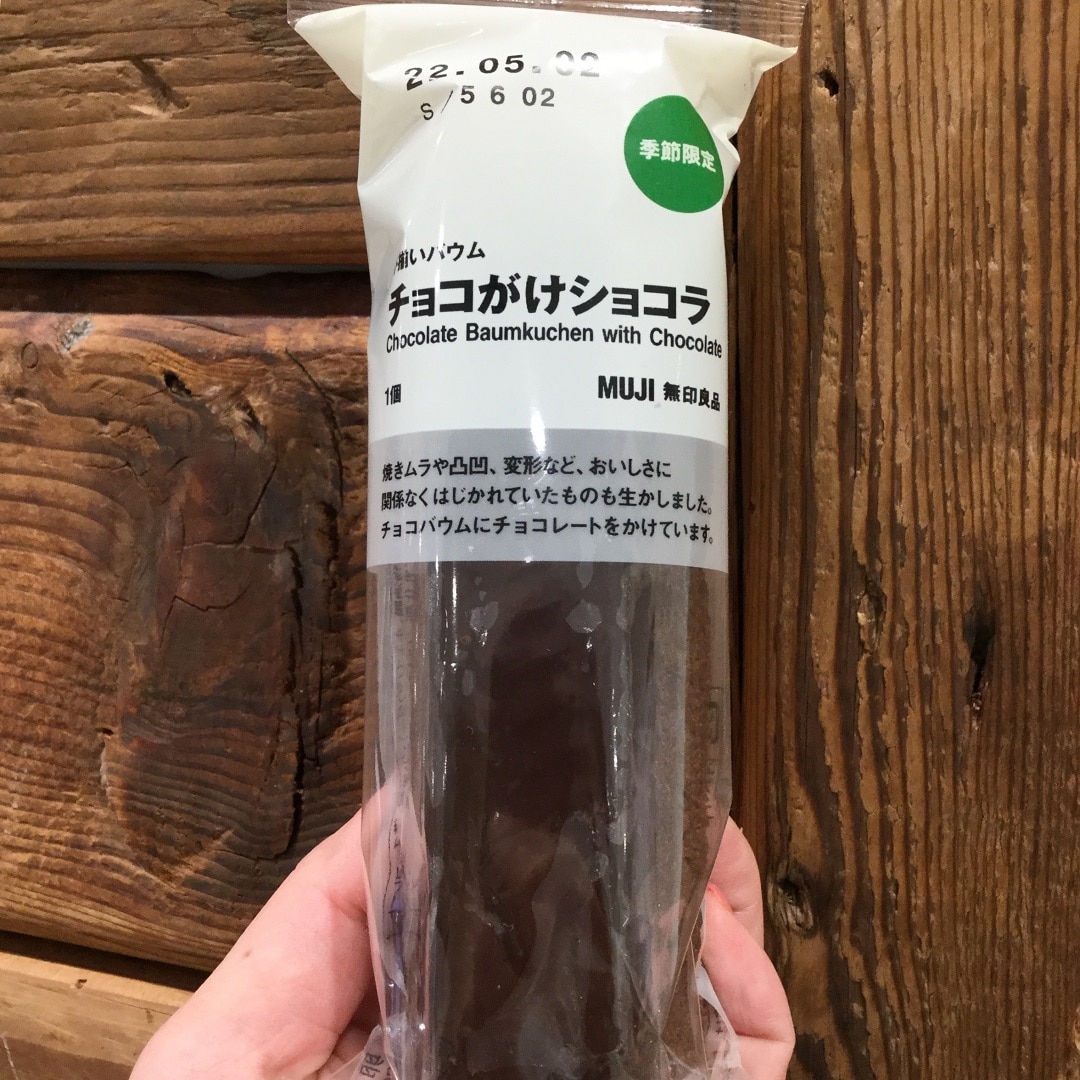 22.05.02
S / 5 6 02
季節限定
揃いバウム
チョコがけショコラ
Chocolate Baumkuchen with Chocolate
1個
MUJI 無印良品
焼きムラや凸凹、変形など、おいしさに
関係なくはじかれていたものも生かしました。
チョコバウムにチョコレートをかけています。